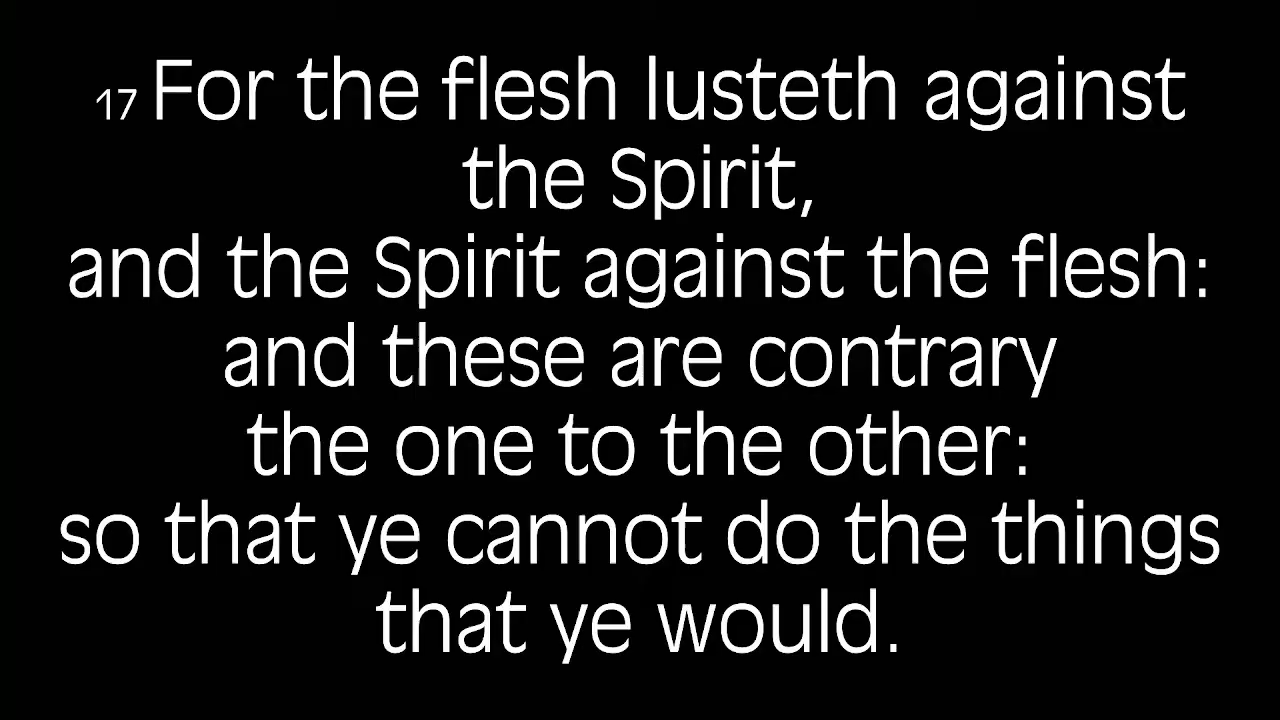 17 For the flesh lusteth against
the Spirit,
and the Spirit against the flesh:
and these are contrary
the one to the other:
so that ye cannot do the things
that ye would.